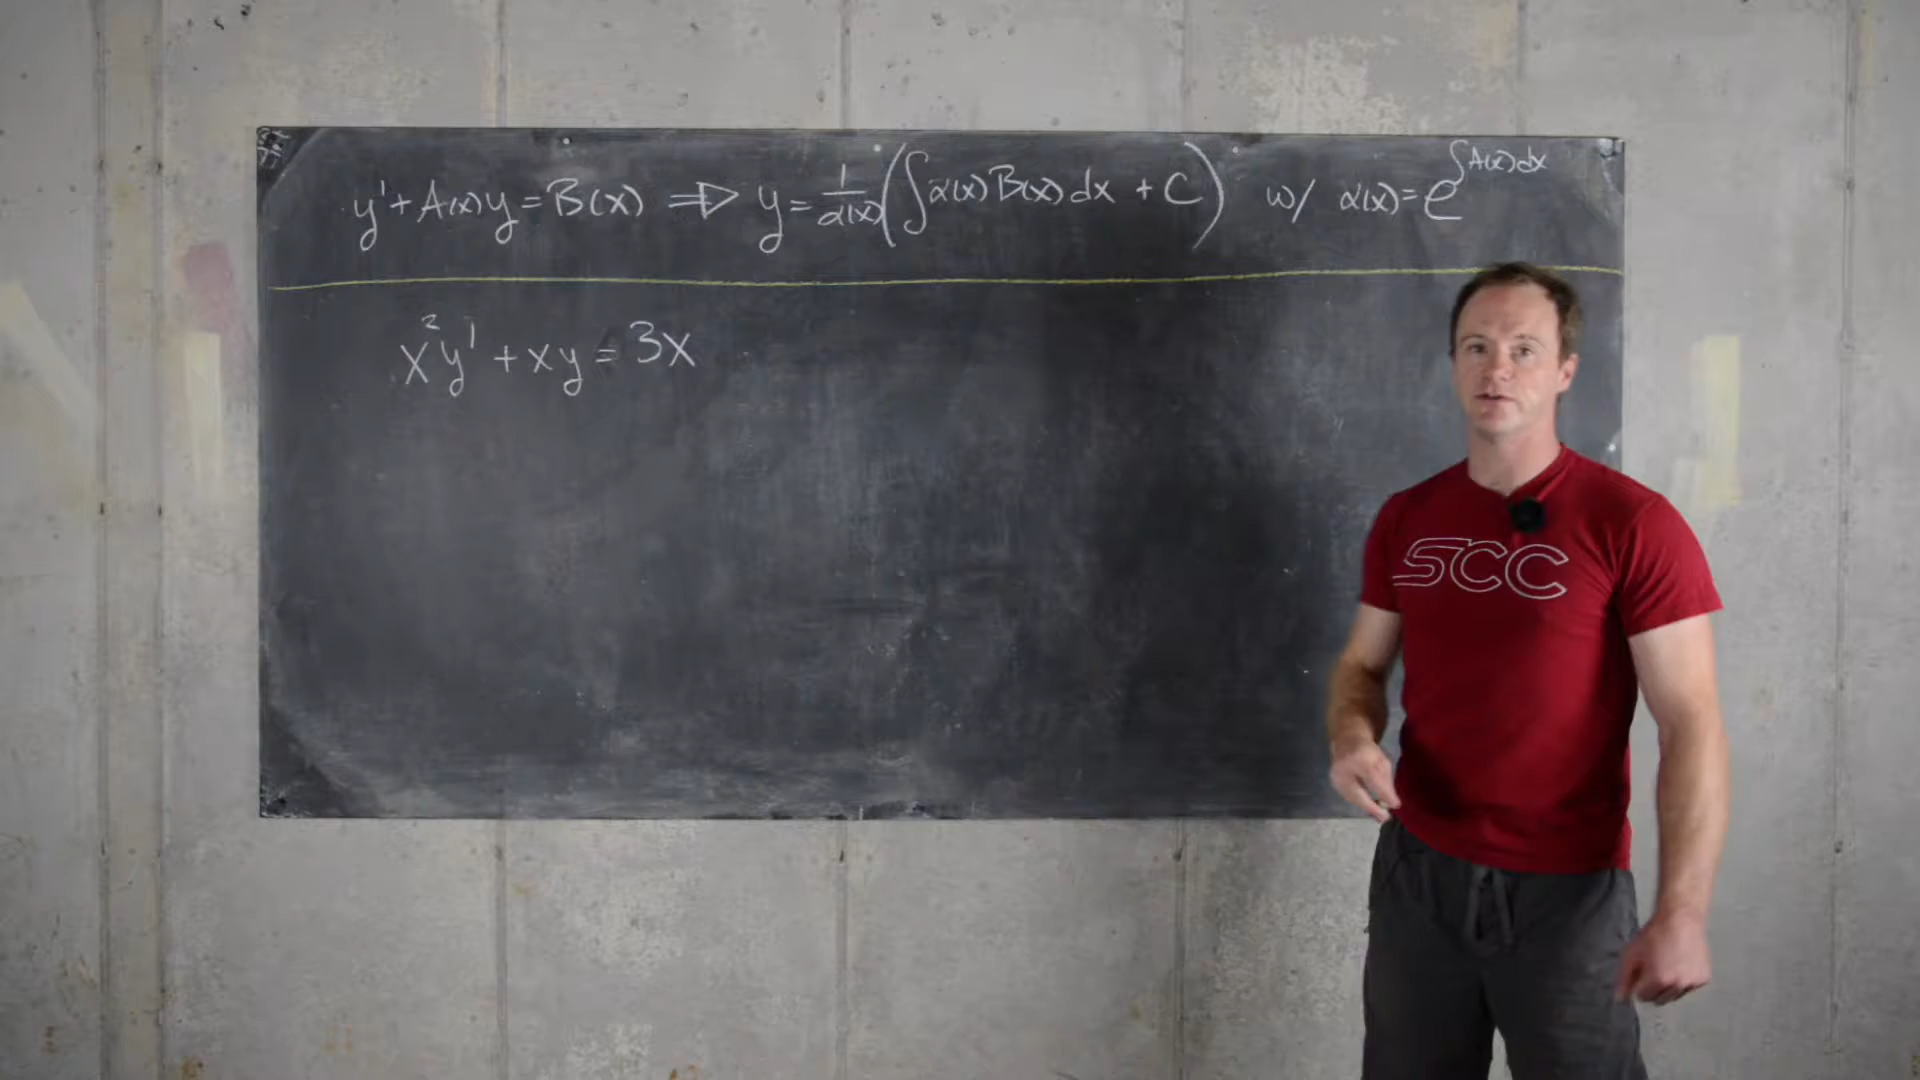 y' + A(x)y = B(x) ⇒ y = 1/α(x) (∫α(x)B(x)dx + C) w/ α(x) = e^∫A(x)dx
x²y' + xy = 3x
SCC